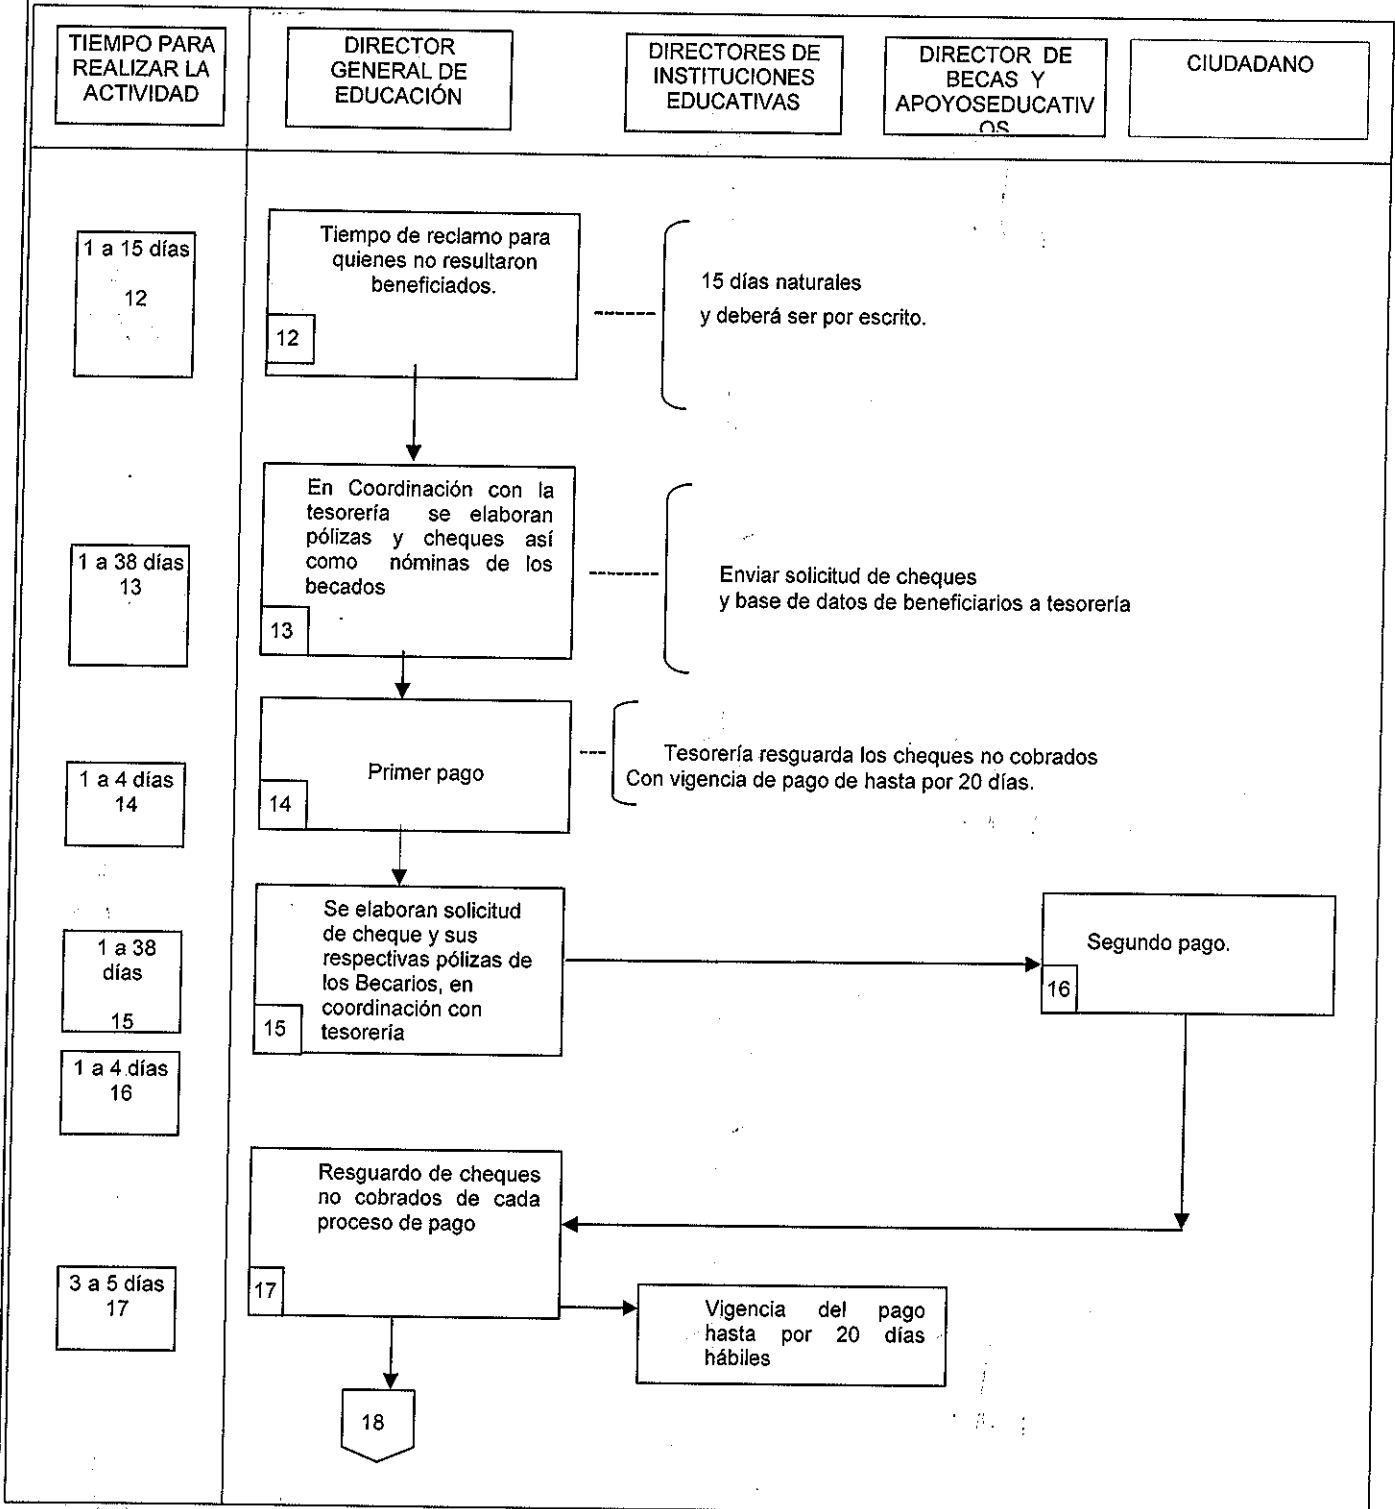 TIEMPO PARA
REALIZAR LA
ACTIVIDAD
DIRECTOR
GENERAL DE
EDUCACIÓN
DIRECTORES DE
INSTITUCIONES
EDUCATIVAS
DIRECTOR DE
BECAS Y
APOYOSEDUCATIV
OS
CIUDADANO
1 a 15 días
12
Tiempo de reclamo para
quienes no resultaron
beneficiados.
12
15 días naturales
y deberá ser por escrito.
1 a 38 días
13
En Coordinación con la
tesorería se elaboran
pólizas y cheques así
como nóminas de los
becados
13
Enviar solicitud de cheques
y base de datos de beneficiarios a tesorería
1 a 4 días
14
Primer pago
14
Tesorería resguarda los cheques no cobrados
Con vigencia de pago de hasta por 20 días.
1 a 38
días
15
Se elaboran solicitud
de cheque y sus
respectivas pólizas de
los Becarios, en
coordinación con
tesorería
15
Segundo pago.
16
1 a 4 días
16
Resguardo de cheques
no cobrados de cada
proceso de pago
17
3 a 5 días
17
Vigencia del pago
hasta por 20 días
hábiles
18